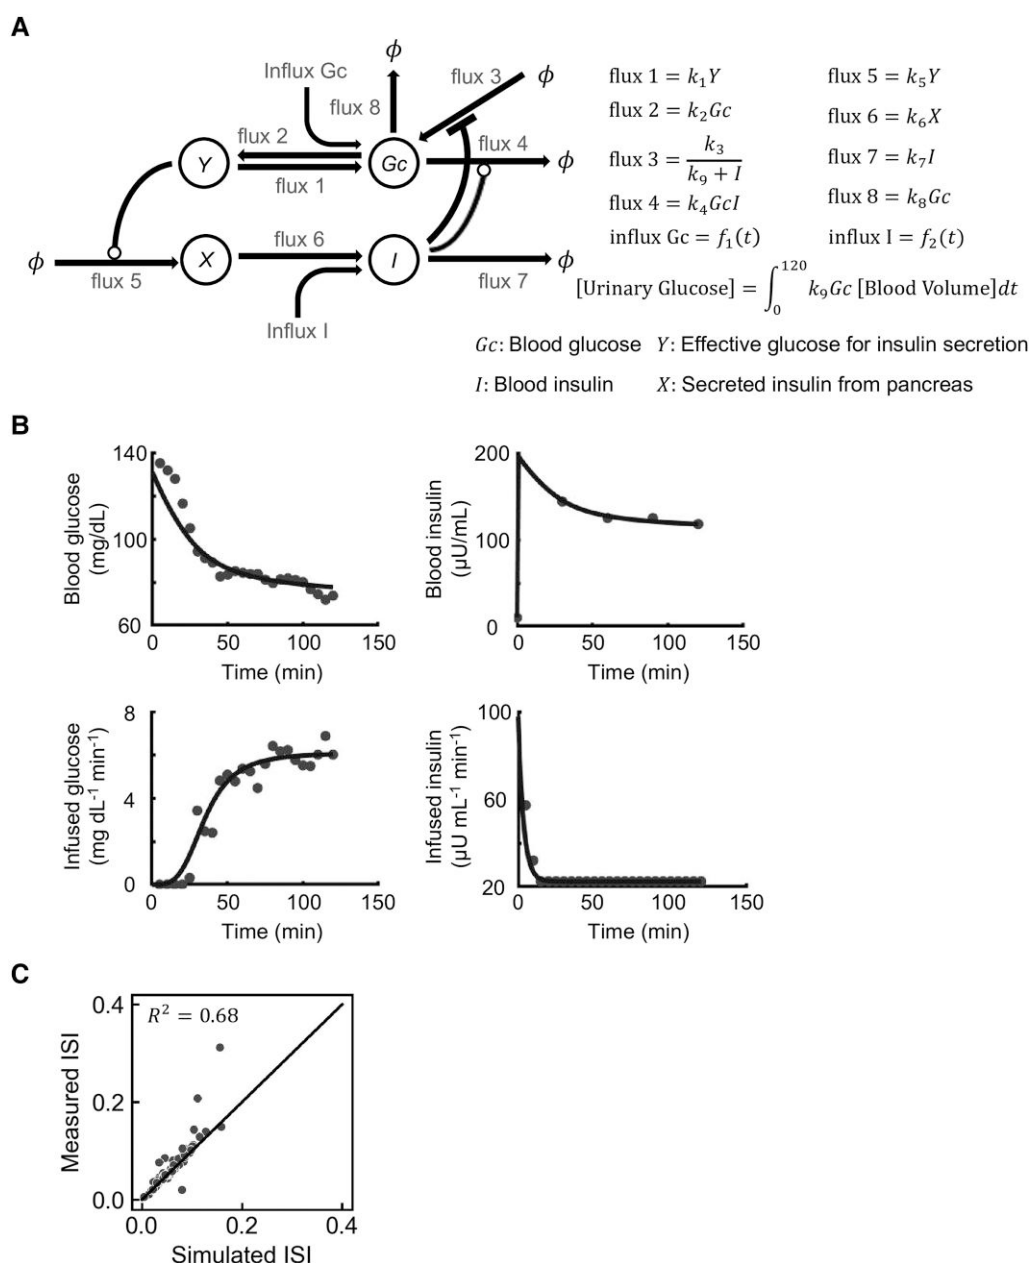 A
Influx Gc
ϕ
flux 8
flux 3
ϕ
flux 2
Y
flux 1
Gc
flux 4
ϕ
ϕ
flux 5
X
flux 6
I
flux 7
ϕ
Influx I
flux 1 = k₁Y
flux 2 = k₂Gc
flux 3 = k₃ / (k₉ + I)
flux 4 = k₄GcI
influx Gc = f₁(t)
flux 5 = k₅Y
flux 6 = k₆X
flux 7 = k₇I
flux 8 = k₈Gc
influx I = f₂(t)
[Urinary Glucose] = ∫₀¹²⁰ k₉Gc [Blood Volume]dt
Gc: Blood glucose Y: Effective glucose for insulin secretion
I: Blood insulin X: Secreted insulin from pancreas
B
Blood glucose
(mg/dL)
140
100
60
0 50 100 150
Time (min)
Blood insulin
(µU/mL)
200
100
0
0 50 100 150
Time (min)
Infused glucose
(mg dL⁻¹ min⁻¹)
8
4
0
0 50 100 150
Time (min)
Infused insulin
(µU mL⁻¹ min⁻¹)
100
60
20
0 50 100 150
Time (min)
C
Measured ISI
0.4
0.2
0.0
R² = 0.68
0.0 0.2 0.4
Simulated ISI